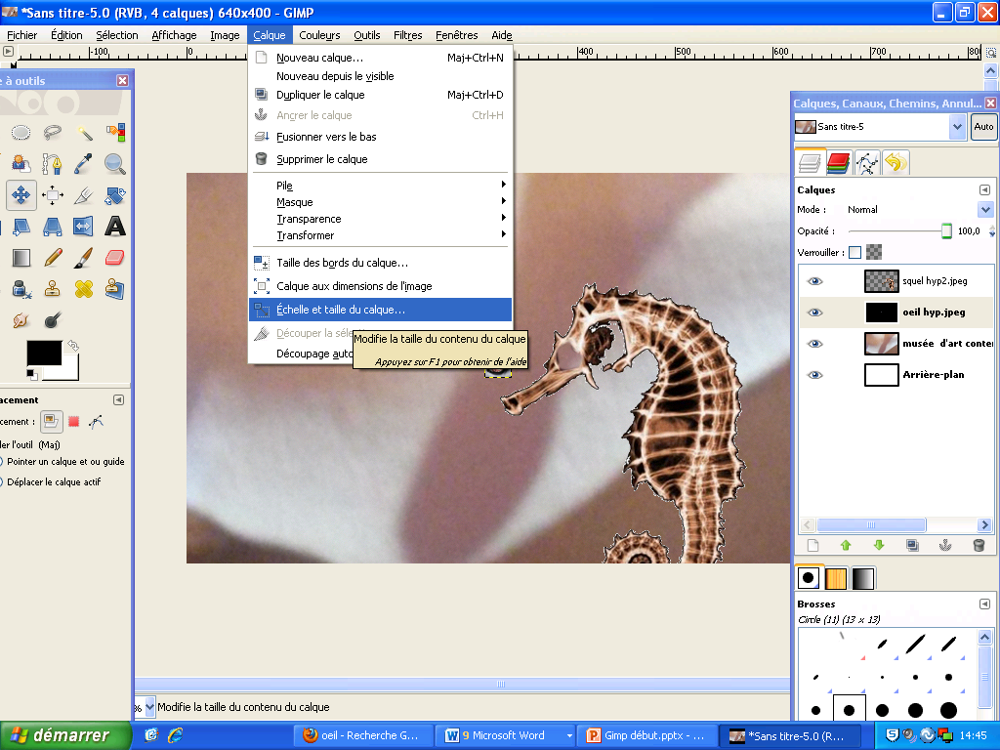 *Sans titre-5.0 (RVB, 4 calques) 640x400 – GIMP
Fichier Édition Sélection Affichage Image Calque Couleurs Outils Filtres Fenêtres Aide
-100 0 400 500 600 700 800
e à outils
Nouveau calque... Maj+Ctrl+N
Nouveau depuis le visible
Dupliquer le calque Maj+Ctrl+D
Ancrer le calque Ctrl+H
Fusionner vers le bas
Supprimer le calque
Pile
Masque
Transparence
Transformer
Taille des bords du calque...
Calque aux dimensions de l'image
Échelle et taille du calque...
Découper la séle
Découpage auto
Modifie la taille du contenu du calque
Appuyez sur F1 pour obtenir de l'aide
acement
cement :
ler l'outil (Maj)
Pointer un calque et ou guide
Déplacer le calque actif
Calques, Canaux, Chemins, Annul...
Sans titre-5 Auto
Calques
Mode : Normal
Opacité : 100,0
Verrouiller :
squel hyp2.jpeg
oeil hyp.jpeg
musée d'art conte
Arrière-plan
Brosses
Circle (11) (13 x 13)
% Modifie la taille du contenu du calque
démarrer
oeil - Recherche G...
9 Microsoft Word
Gimp début.pptx - ...
*Sans titre-5.0 (R...
14:45